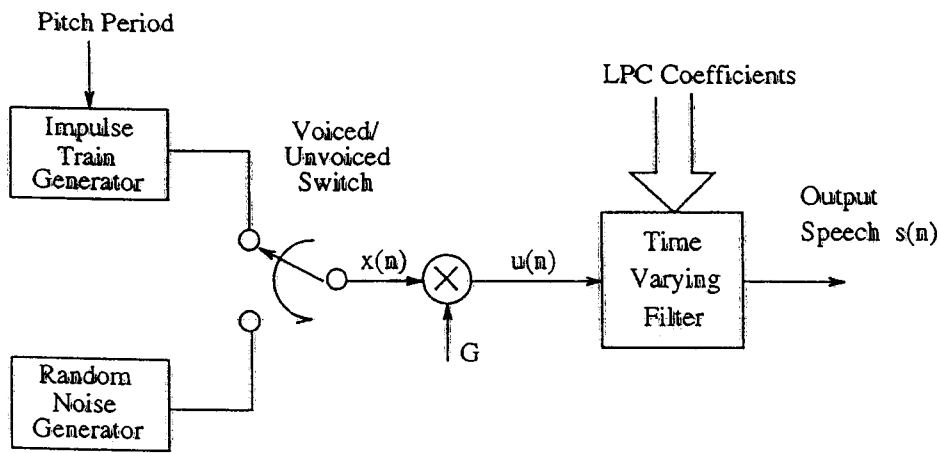 Pitch Period
Impulse
Train
Generator
Voiced/
Unvoiced
Switch
LPC Coefficients
x(n)
u(n)
G
Time
Varying
Filter
Output
Speech s(n)
Random
Noise
Generator